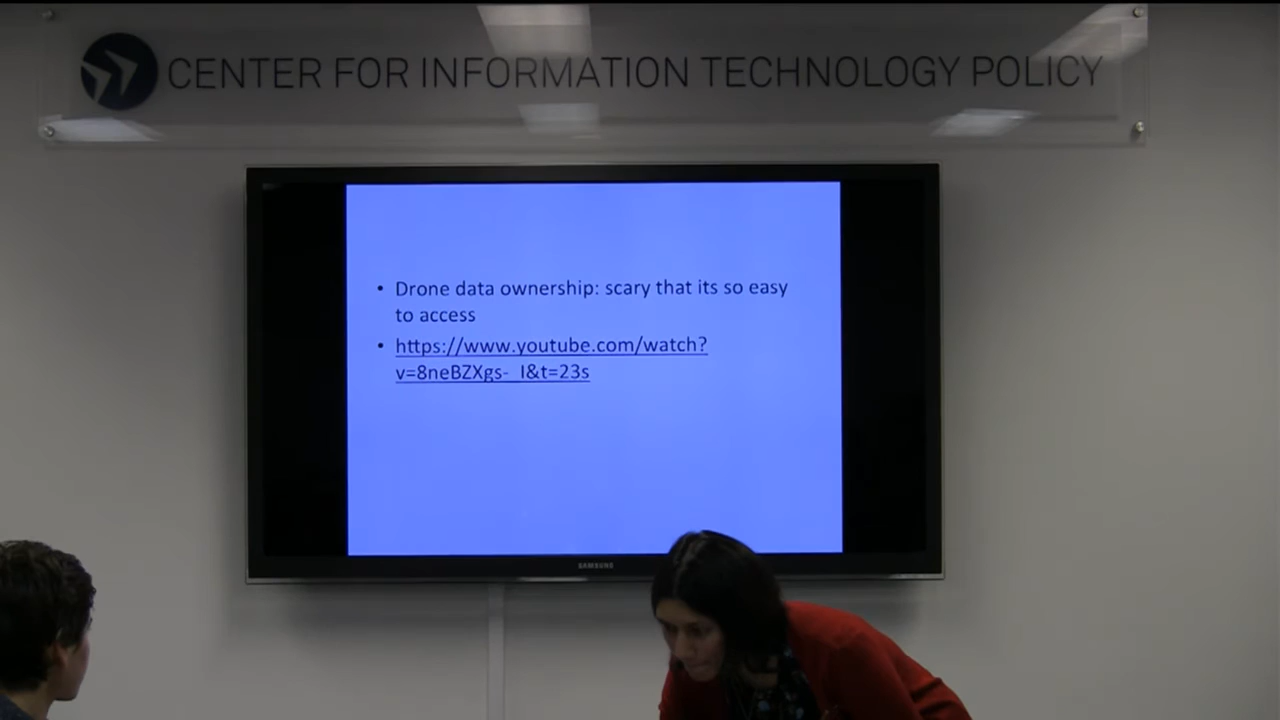 CENTER FOR INFORMATION TECHNOLOGY POLICY
• Drone data ownership: scary that its so easy
to access
• https://www.youtube.com/watch?
v=8neBZXgs-_I&t=23s
SAMSUNG